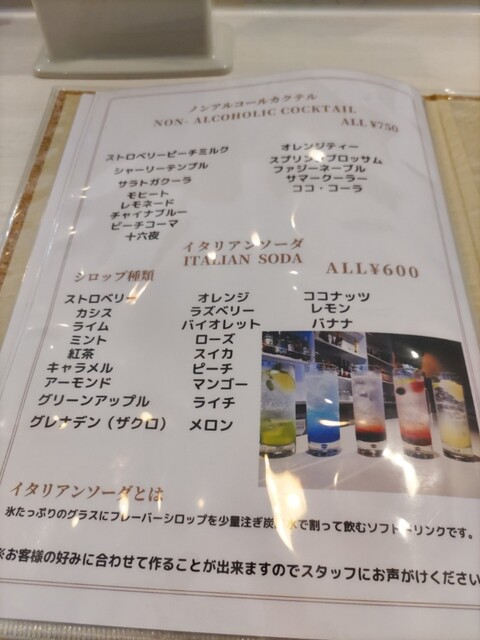 ノンアルコールカクテル
NON- ALCOHOLIC COCKTAIL
ALL ¥750
ストロベリーピーチミルク
シャーリーテンプル
サラトガクーラ
モヒート
レモネード
チャイナブルー
ピーチコーマ
十六夜
オレンジティー
スプリングブロッサム
ファジーネーブル
サマークーラー
ココ・コーラ
イタリアンソーダ
ITALIAN SODA
ALL¥600
シロップ種類
ストロベリー
カシス
ライム
ミント
紅茶
キャラメル
アーモンド
グリーンアップル
グレナデン（ザクロ）
オレンジ
ラズベリー
バイオレット
ローズ
スイカ
ピーチ
マンゴー
ライチ
メロン
ココナッツ
レモン
バナナ
イタリアンソーダとは
氷たっぷりのグラスにフレーバーシロップを少量注ぎ炭酸水で割って飲むソフトドリンクです。
※お客様の好みに合わせて作ることが出来ますのでスタッフにお声がけください